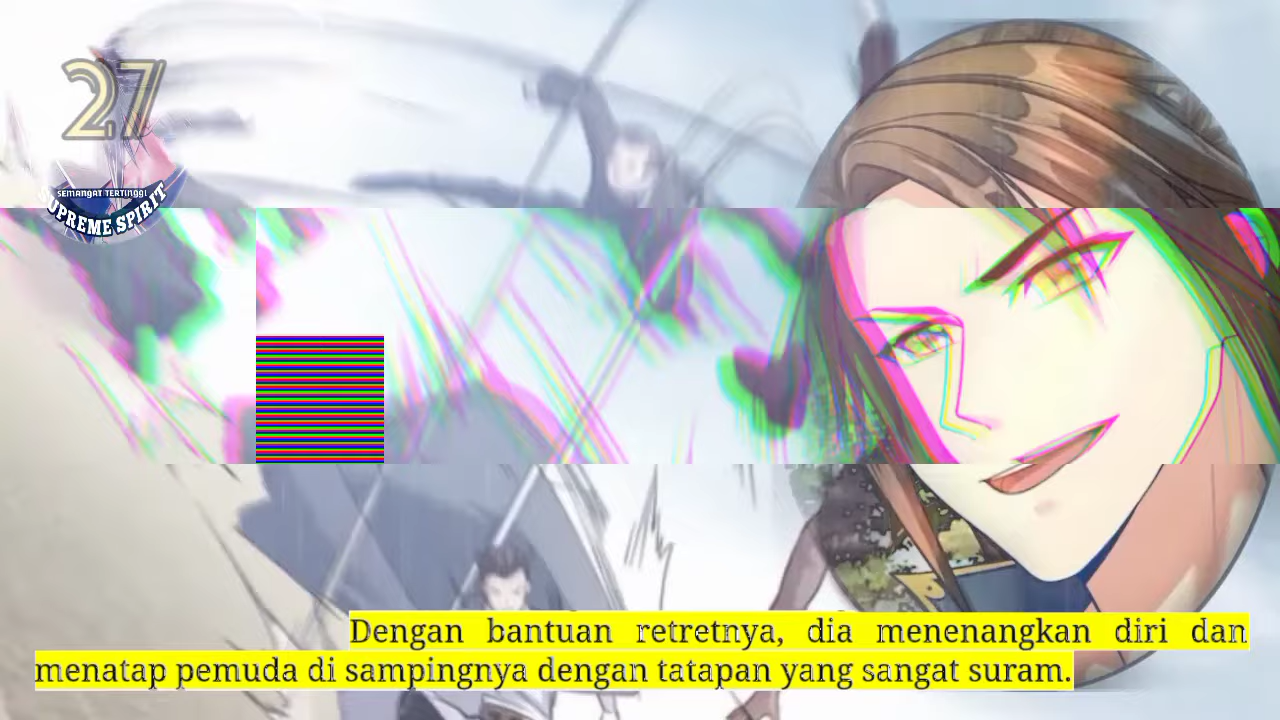 27
SEMANGAT TERTINGGI
SUPREME SPIRIT
Dengan bantuan retretnya, dia menenangkan diri dan
menatap pemuda di sampingnya dengan tatapan yang sangat suram.